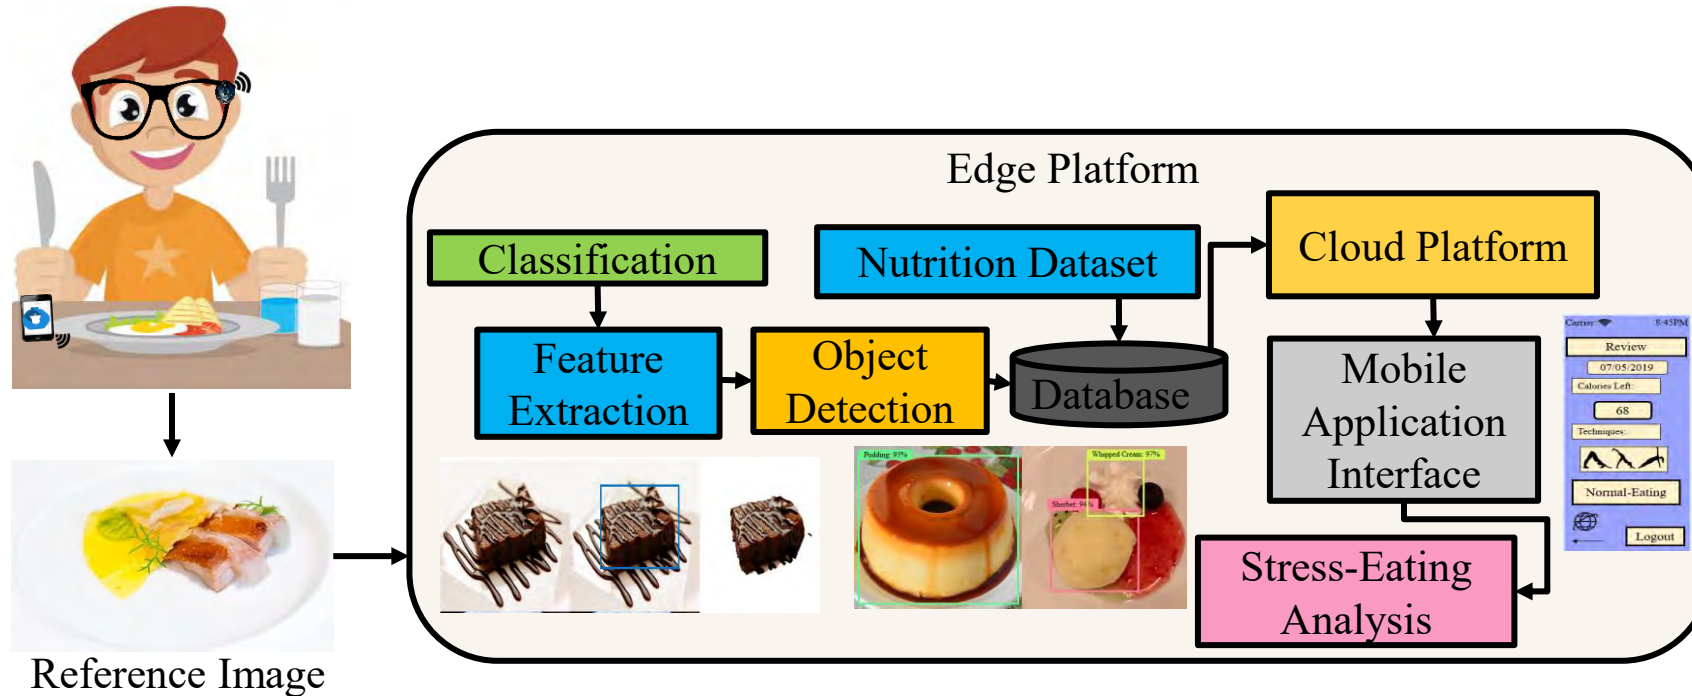 Edge Platform
Classification
Nutrition Dataset
Cloud Platform
Feature
Extraction
Object
Detection
Database
Mobile
Application
Interface
Stress-Eating
Analysis
Pudding: 95%
Whipped Cream: 97%
Sherbet: 94%
Carrier
8:45PM
Review
07/05/2019
Calories Left:
68
Techniques:
Normal-Eating
Logout
Reference Image